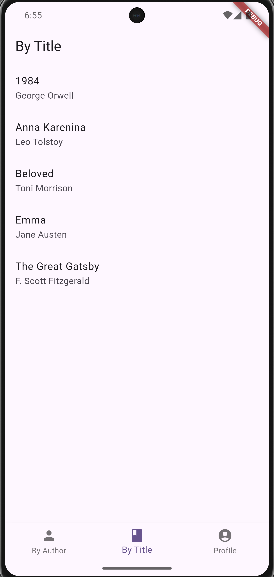 6:55
DEBUG
By Title
1984
George Orwell
Anna Karenina
Leo Tolstoy
Beloved
Toni Morrison
Emma
Jane Austen
The Great Gatsby
F. Scott Fitzgerald
By Author
By Title
Profile